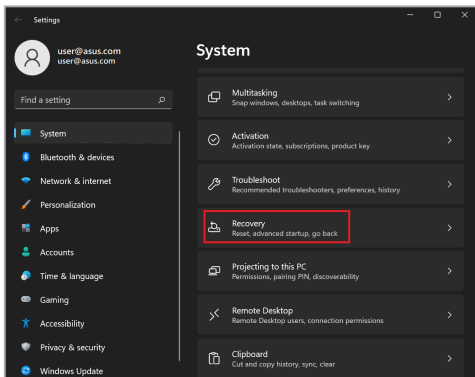 Settings
user@asus.com
user@asus.com
Find a setting
System
Bluetooth & devices
Network & internet
Personalization
Apps
Accounts
Time & language
Gaming
Accessibility
Privacy & security
Windows Update
System
Multitasking
Snap windows, desktops, task switching
Activation
Activation state, subscriptions, product key
Troubleshoot
Recommended troubleshooters, preferences, history
Recovery
Reset, advanced startup, go back
Projecting to this PC
Permissions, pairing PIN, discoverability
Remote Desktop
Remote Desktop users, connection permissions
Clipboard
Cut and copy history, sync, clear